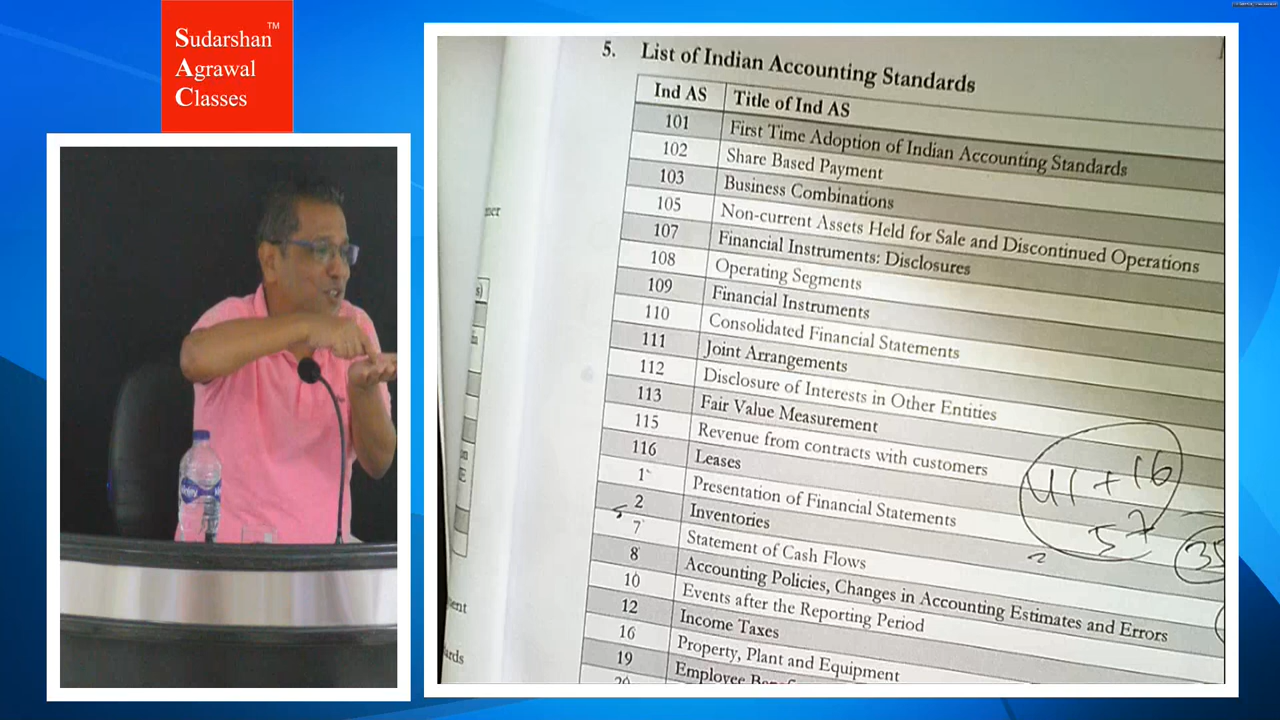 Sudarshan™
Agrawal
Classes
5. List of Indian Accounting Standards
Ind AS Title of Ind AS
101 First Time Adoption of Indian Accounting Standards
102 Share Based Payment
103 Business Combinations
105 Non-current Assets Held for Sale and Discontinued Operations
107 Financial Instruments: Disclosures
108 Operating Segments
109 Financial Instruments
110 Consolidated Financial Statements
111 Joint Arrangements
112 Disclosure of Interests in Other Entities
113 Fair Value Measurement
115 Revenue from contracts with customers
116 Leases
1 Presentation of Financial Statements
2 Inventories
7 Statement of Cash Flows
8 Accounting Policies, Changes in Accounting Estimates and Errors
10 Events after the Reporting Period
12 Income Taxes
16 Property, Plant and Equipment
19 Employee
41 + 16
57